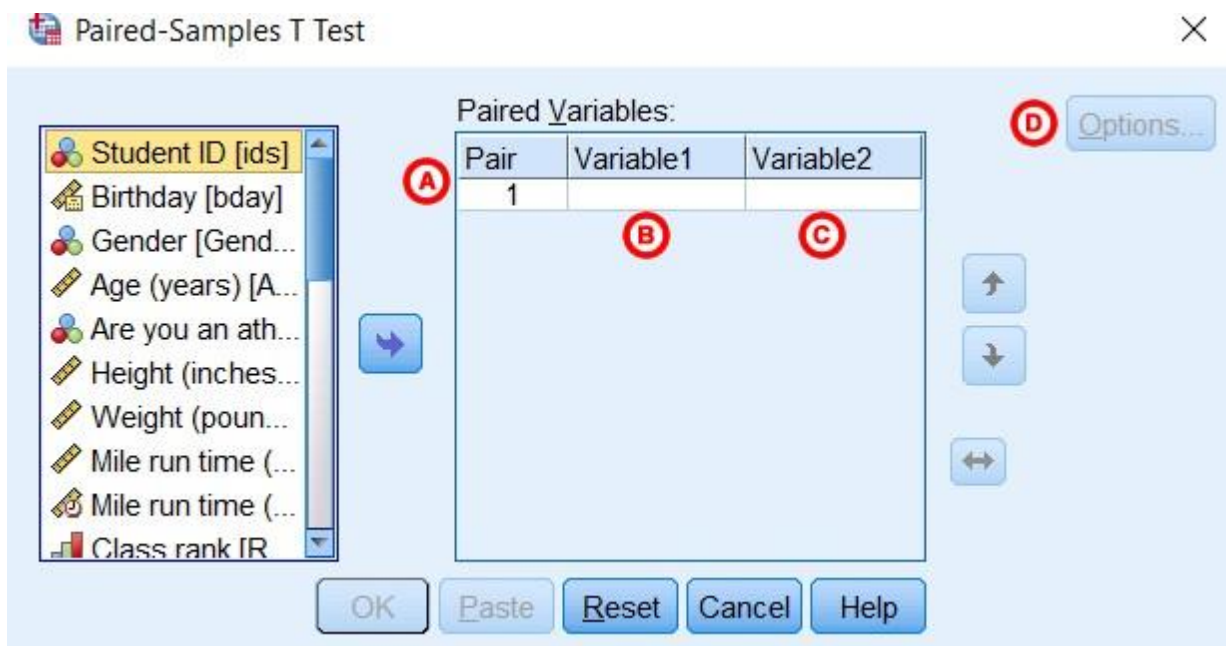 Paired-Samples T Test
Paired Variables:
D Options...
Student ID [ids]
Birthday [bday]
Gender [Gend...
Age (years) [A...
Are you an ath...
Height (inches...
Weight (poun...
Mile run time (...
Mile run time (...
Class rank [R
A
Pair Variable1 Variable2
1
B C
OK Paste Reset Cancel Help